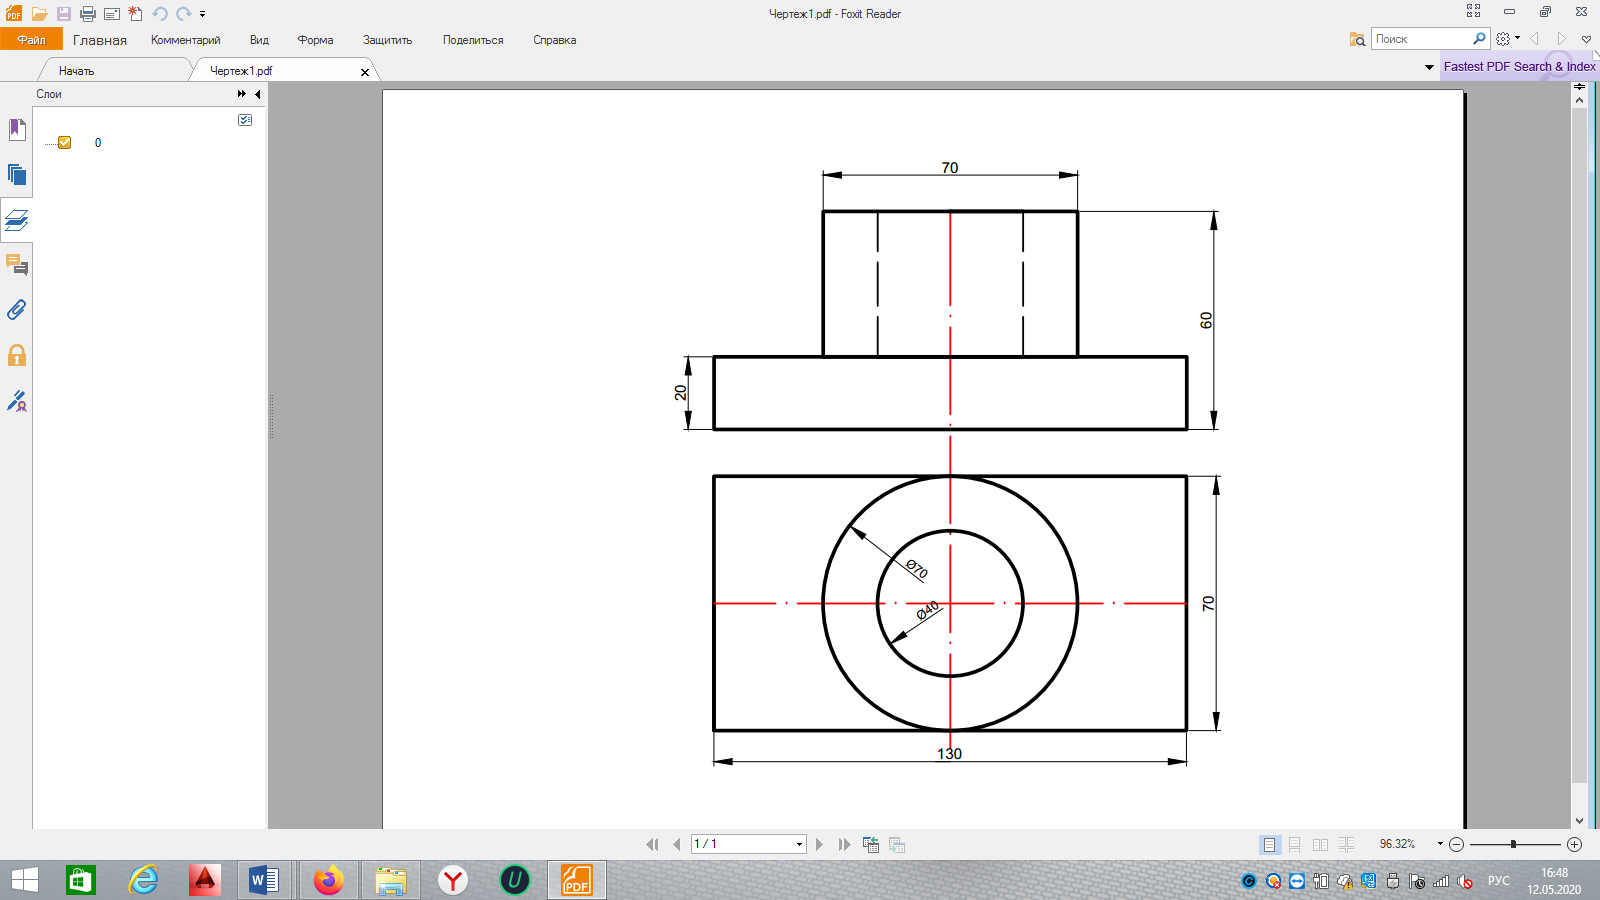 Чертеж1.pdf - Foxit Reader
Файл Главная Комментарий Вид Форма Защитить Поделиться Справка
Поиск
Начать
Чертеж1.pdf
Fastest PDF Search & Index
Слои
0
70
60
20
Ø70
Ø40
70
130
1 / 1
96.32%
PDF
РУС
16:48
12.05.2020